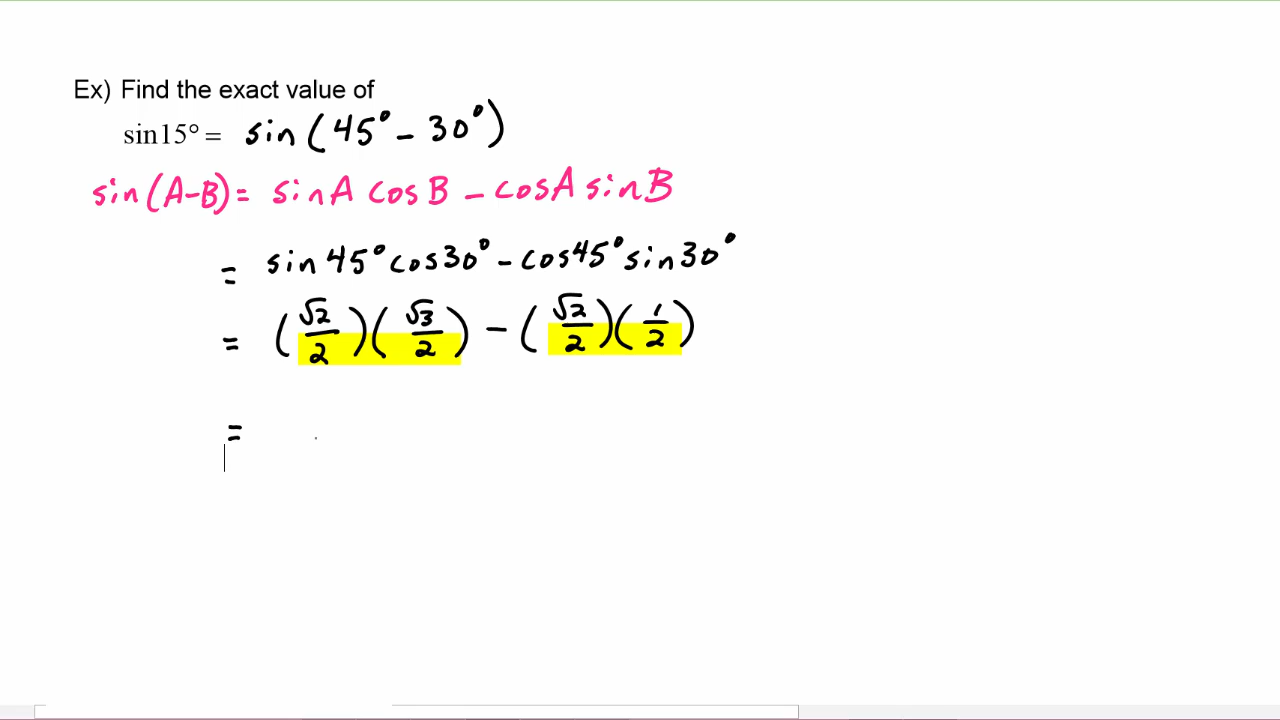 Ex) Find the exact value of
sin15° = sin(45° - 30°)
sin(A-B) = sinA cosB - cosA sinB
= sin45° cos30° - cos45° sin30°
= (√2/2)(√3/2) - (√2/2)(1/2)
=